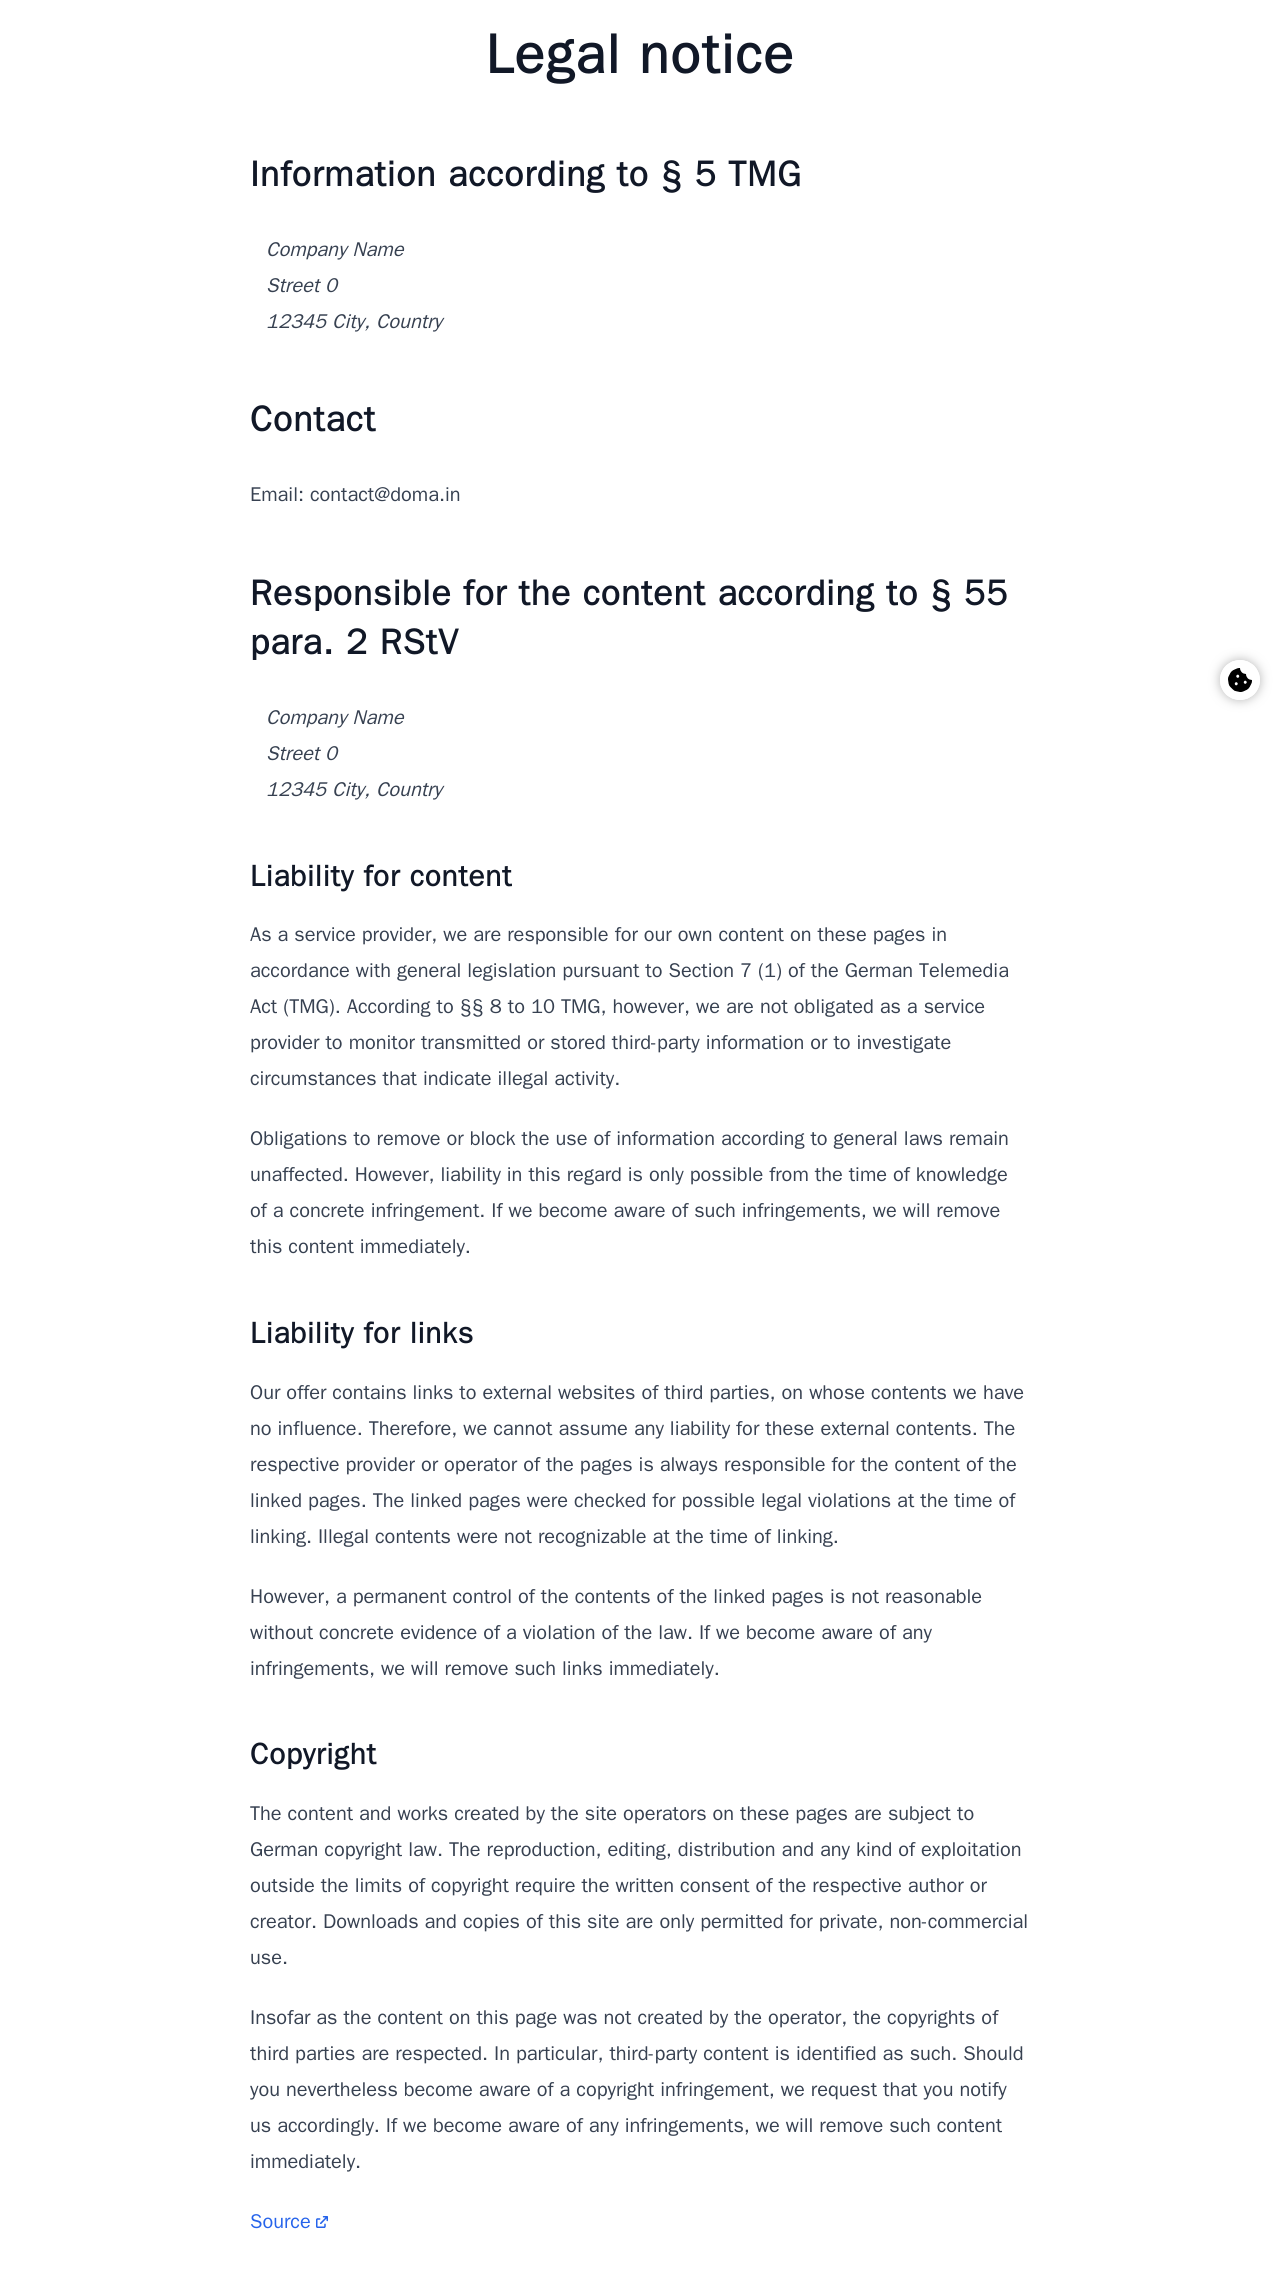 Legal notice
Information according to § 5 TMG
Company Name
Street 0
12345 City, Country
Contact
Email: contact@doma.in
Responsible for the content according to § 55
para. 2 RStV
Company Name
Street 0
12345 City, Country
Liability for content
As a service provider, we are responsible for our own content on these pages in
accordance with general legislation pursuant to Section 7 (1) of the German Telemedia
Act (TMG). According to §§ 8 to 10 TMG, however, we are not obligated as a service
provider to monitor transmitted or stored third-party information or to investigate
circumstances that indicate illegal activity.
Obligations to remove or block the use of information according to general laws remain
unaffected. However, liability in this regard is only possible from the time of knowledge
of a concrete infringement. If we become aware of such infringements, we will remove
this content immediately.
Liability for links
Our offer contains links to external websites of third parties, on whose contents we have
no influence. Therefore, we cannot assume any liability for these external contents. The
respective provider or operator of the pages is always responsible for the content of the
linked pages. The linked pages were checked for possible legal violations at the time of
linking. Illegal contents were not recognizable at the time of linking.
However, a permanent control of the contents of the linked pages is not reasonable
without concrete evidence of a violation of the law. If we become aware of any
infringements, we will remove such links immediately.
Copyright
The content and works created by the site operators on these pages are subject to
German copyright law. The reproduction, editing, distribution and any kind of exploitation
outside the limits of copyright require the written consent of the respective author or
creator. Downloads and copies of this site are only permitted for private, non-commercial
use.
Insofar as the content on this page was not created by the operator, the copyrights of
third parties are respected. In particular, third-party content is identified as such. Should
you nevertheless become aware of a copyright infringement, we request that you notify
us accordingly. If we become aware of any infringements, we will remove such content
immediately.
Source